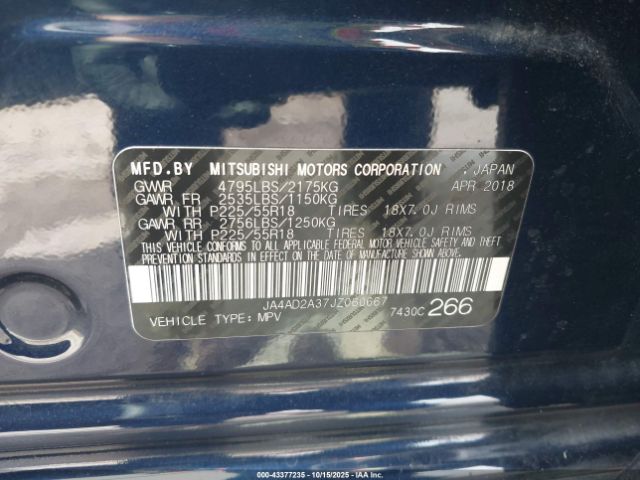 MFD.BY MITSUBISHI MOTORS CORPORATION . JAPAN
GVWR 4795LBS/2175KG APR 2018
GAWR FR 2535LBS/1150KG
WITH P225/55R18 TIRES 18X7.0J RIMS
GAWR RR 2756LBS/1250KG
WITH P225/55R18 TIRES 18X7.0J RIMS
THIS VEHICLE CONFORMS TO ALL APPLICABLE FEDERAL MOTOR VEHICLE SAFETY AND THEFT
PREVENTION STANDARDS IN EFFECT ON THE DATE OF MANUFACTURE SHOWN ABOVE.
JA4AD2A37JZ060667
VEHICLE TYPE: MPV 7430C 266
On: 43377235 - 10/15/2025 - IAA Inc.